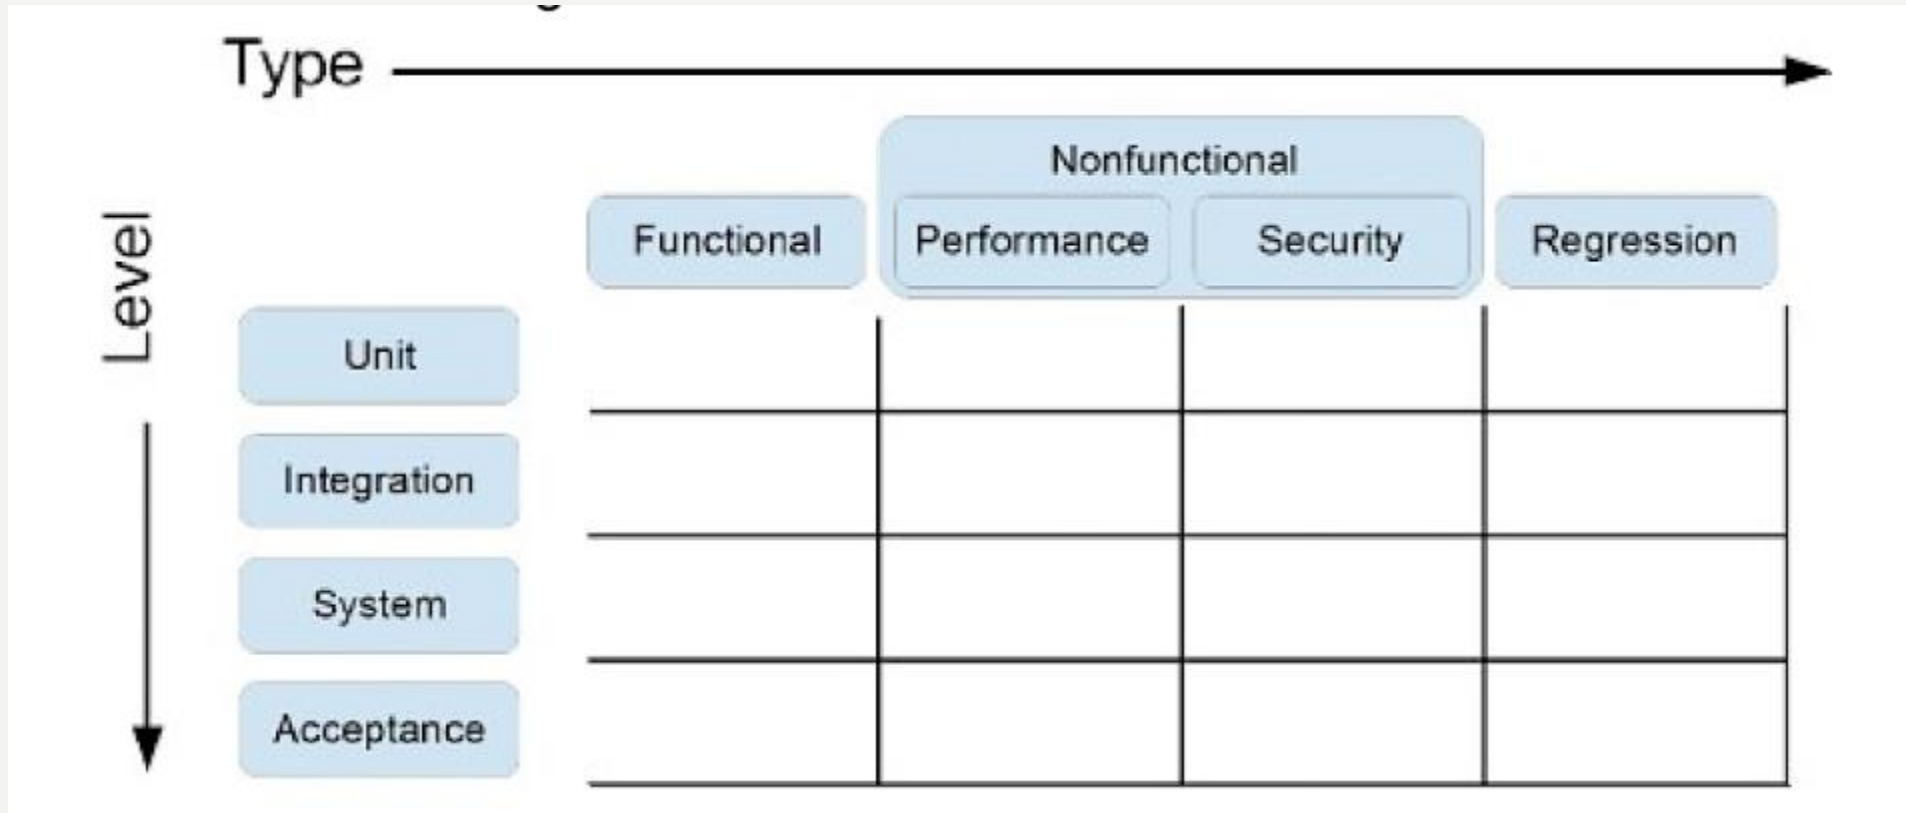 Type
Nonfunctional
Functional
Performance
Security
Regression
Level
Unit
Integration
System
Acceptance